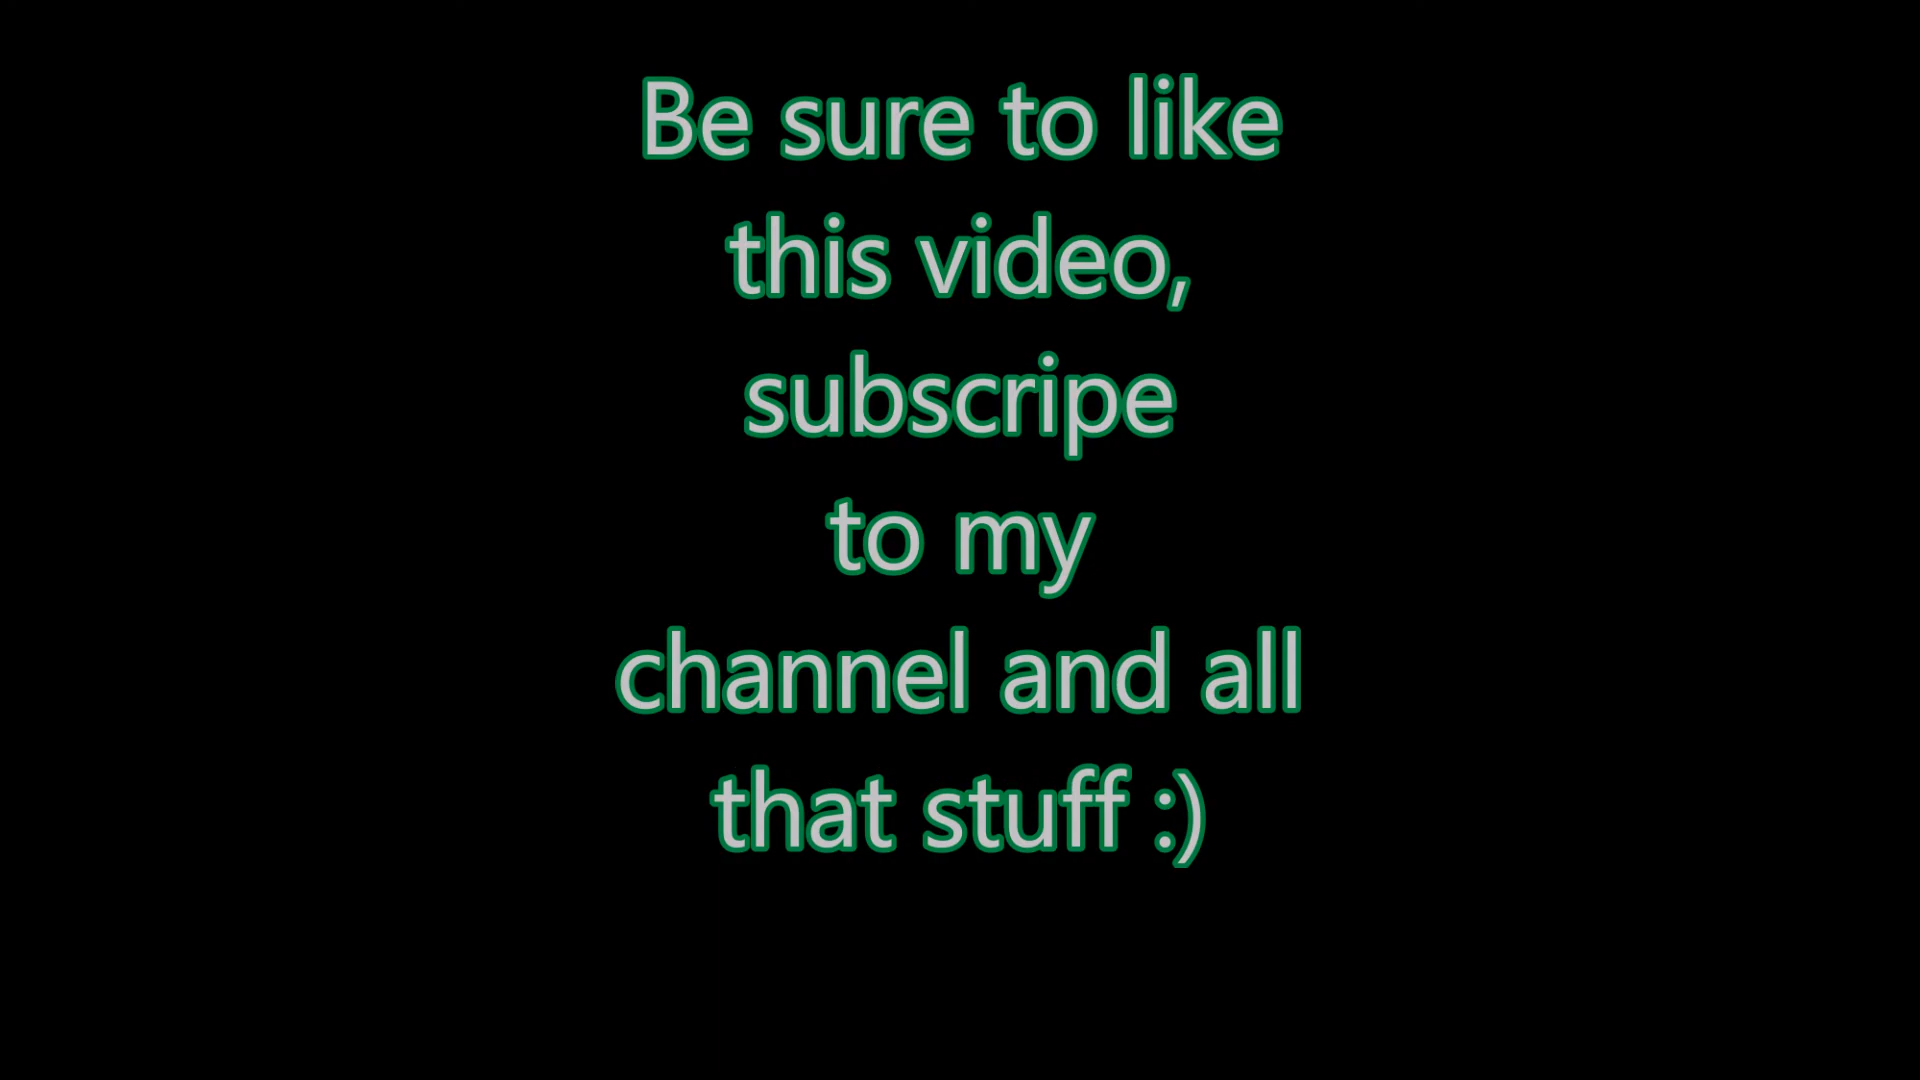 Be sure to like
this video,
subscripe
to my
channel and all
that stuff :)